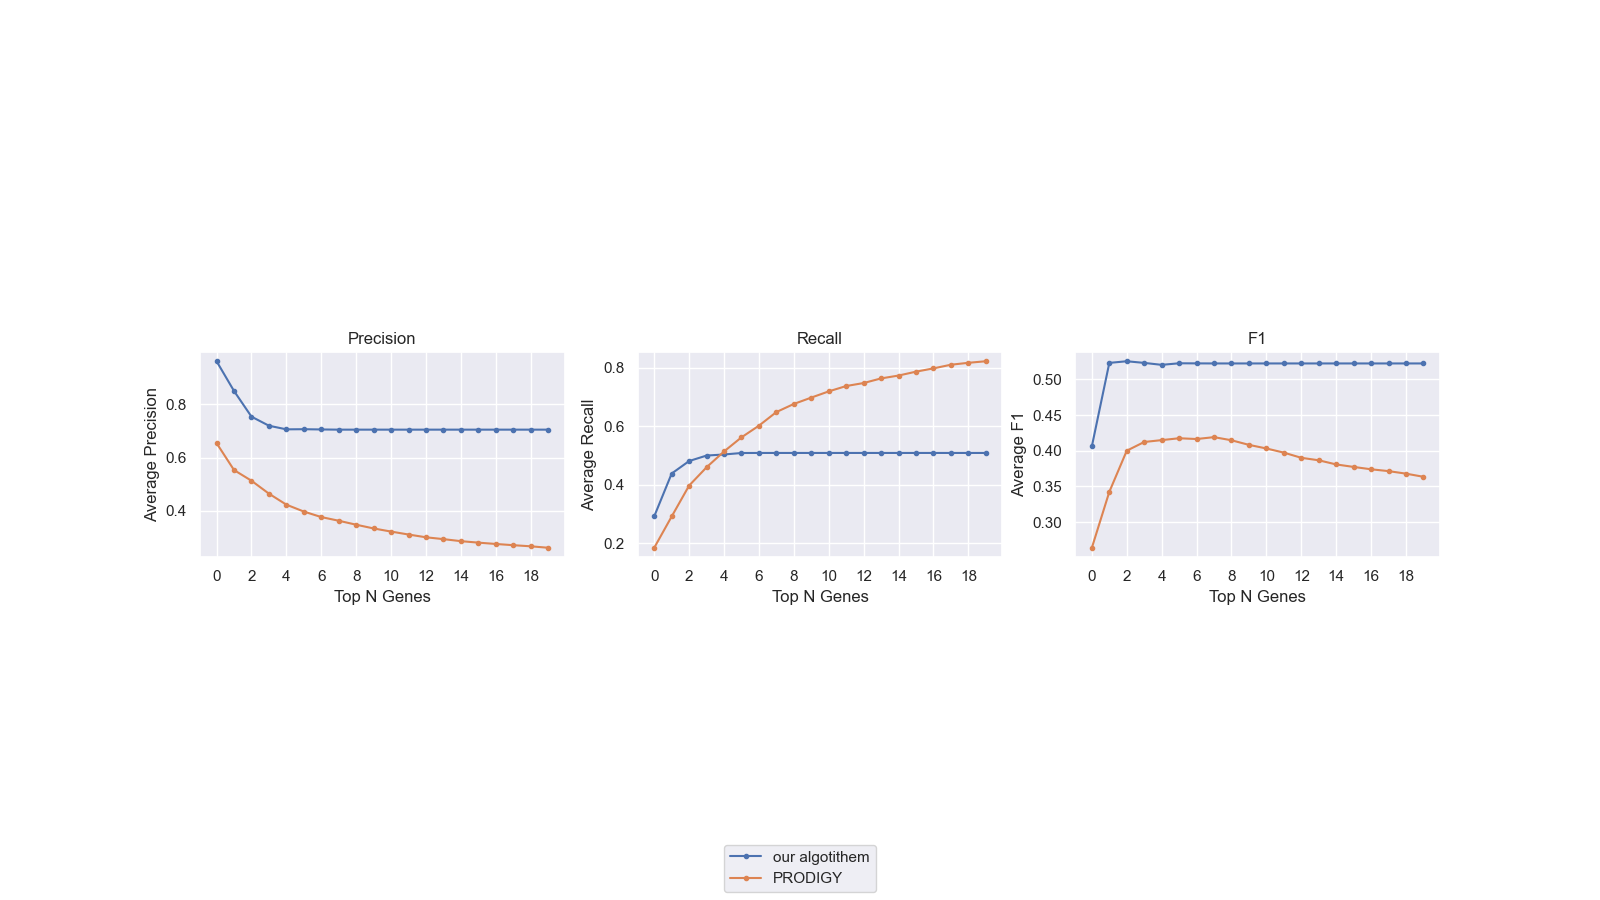 Precision
Average Precision
0.8
0.6
0.4
0 2 4 6 8 10 12 14 16 18
Top N Genes
Recall
Average Recall
0.8
0.6
0.4
0.2
0 2 4 6 8 10 12 14 16 18
Top N Genes
F1
Average F1
0.50
0.45
0.40
0.35
0.30
0 2 4 6 8 10 12 14 16 18
Top N Genes
our algotithem
PRODIGY